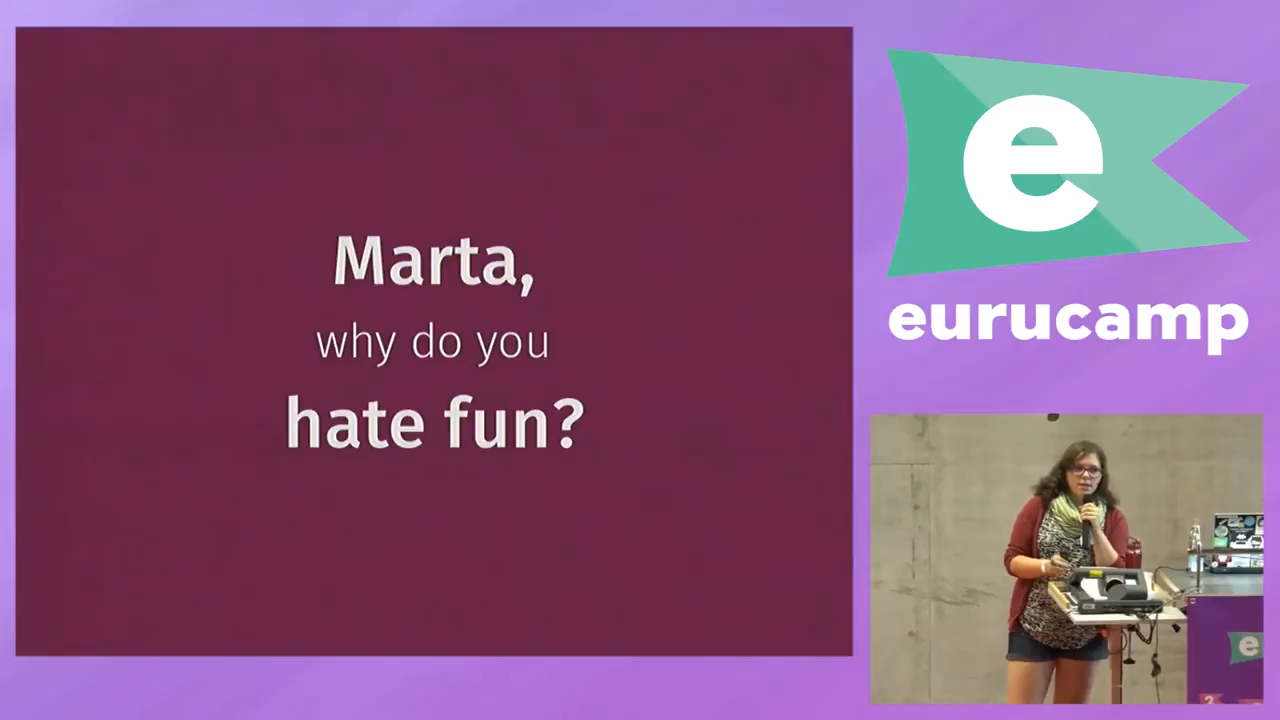 Marta,
why do you
hate fun?
e
eurucamp
e